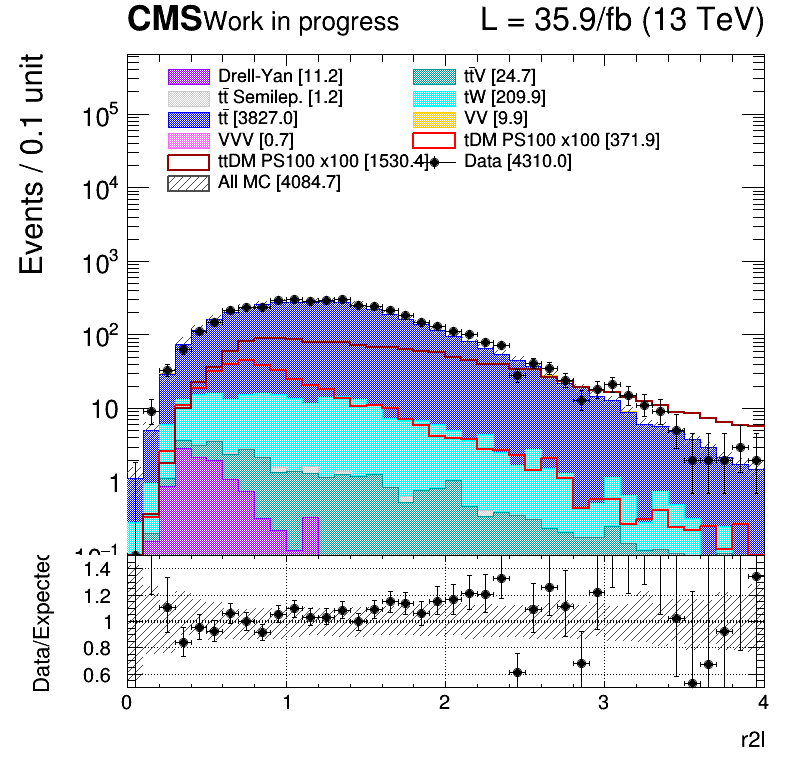 CMS Work in progress L = 35.9/fb (13 TeV)
Events / 0.1 unit
Drell-Yan [11.2]
tt̄ Semilep. [1.2]
tt̄ [3827.0]
VVV [0.7]
ttDM PS100 x100 [1530.4]
All MC [4084.7]
tt̄V [24.7]
tW [209.9]
VV [9.9]
tDM PS100 x100 [371.9]
Data [4310.0]
10⁵
10⁴
10³
10²
10
1
10⁻¹
Data/Expected
1.4
1.2
1
0.8
0.6
0 1 2 3 4
r2l